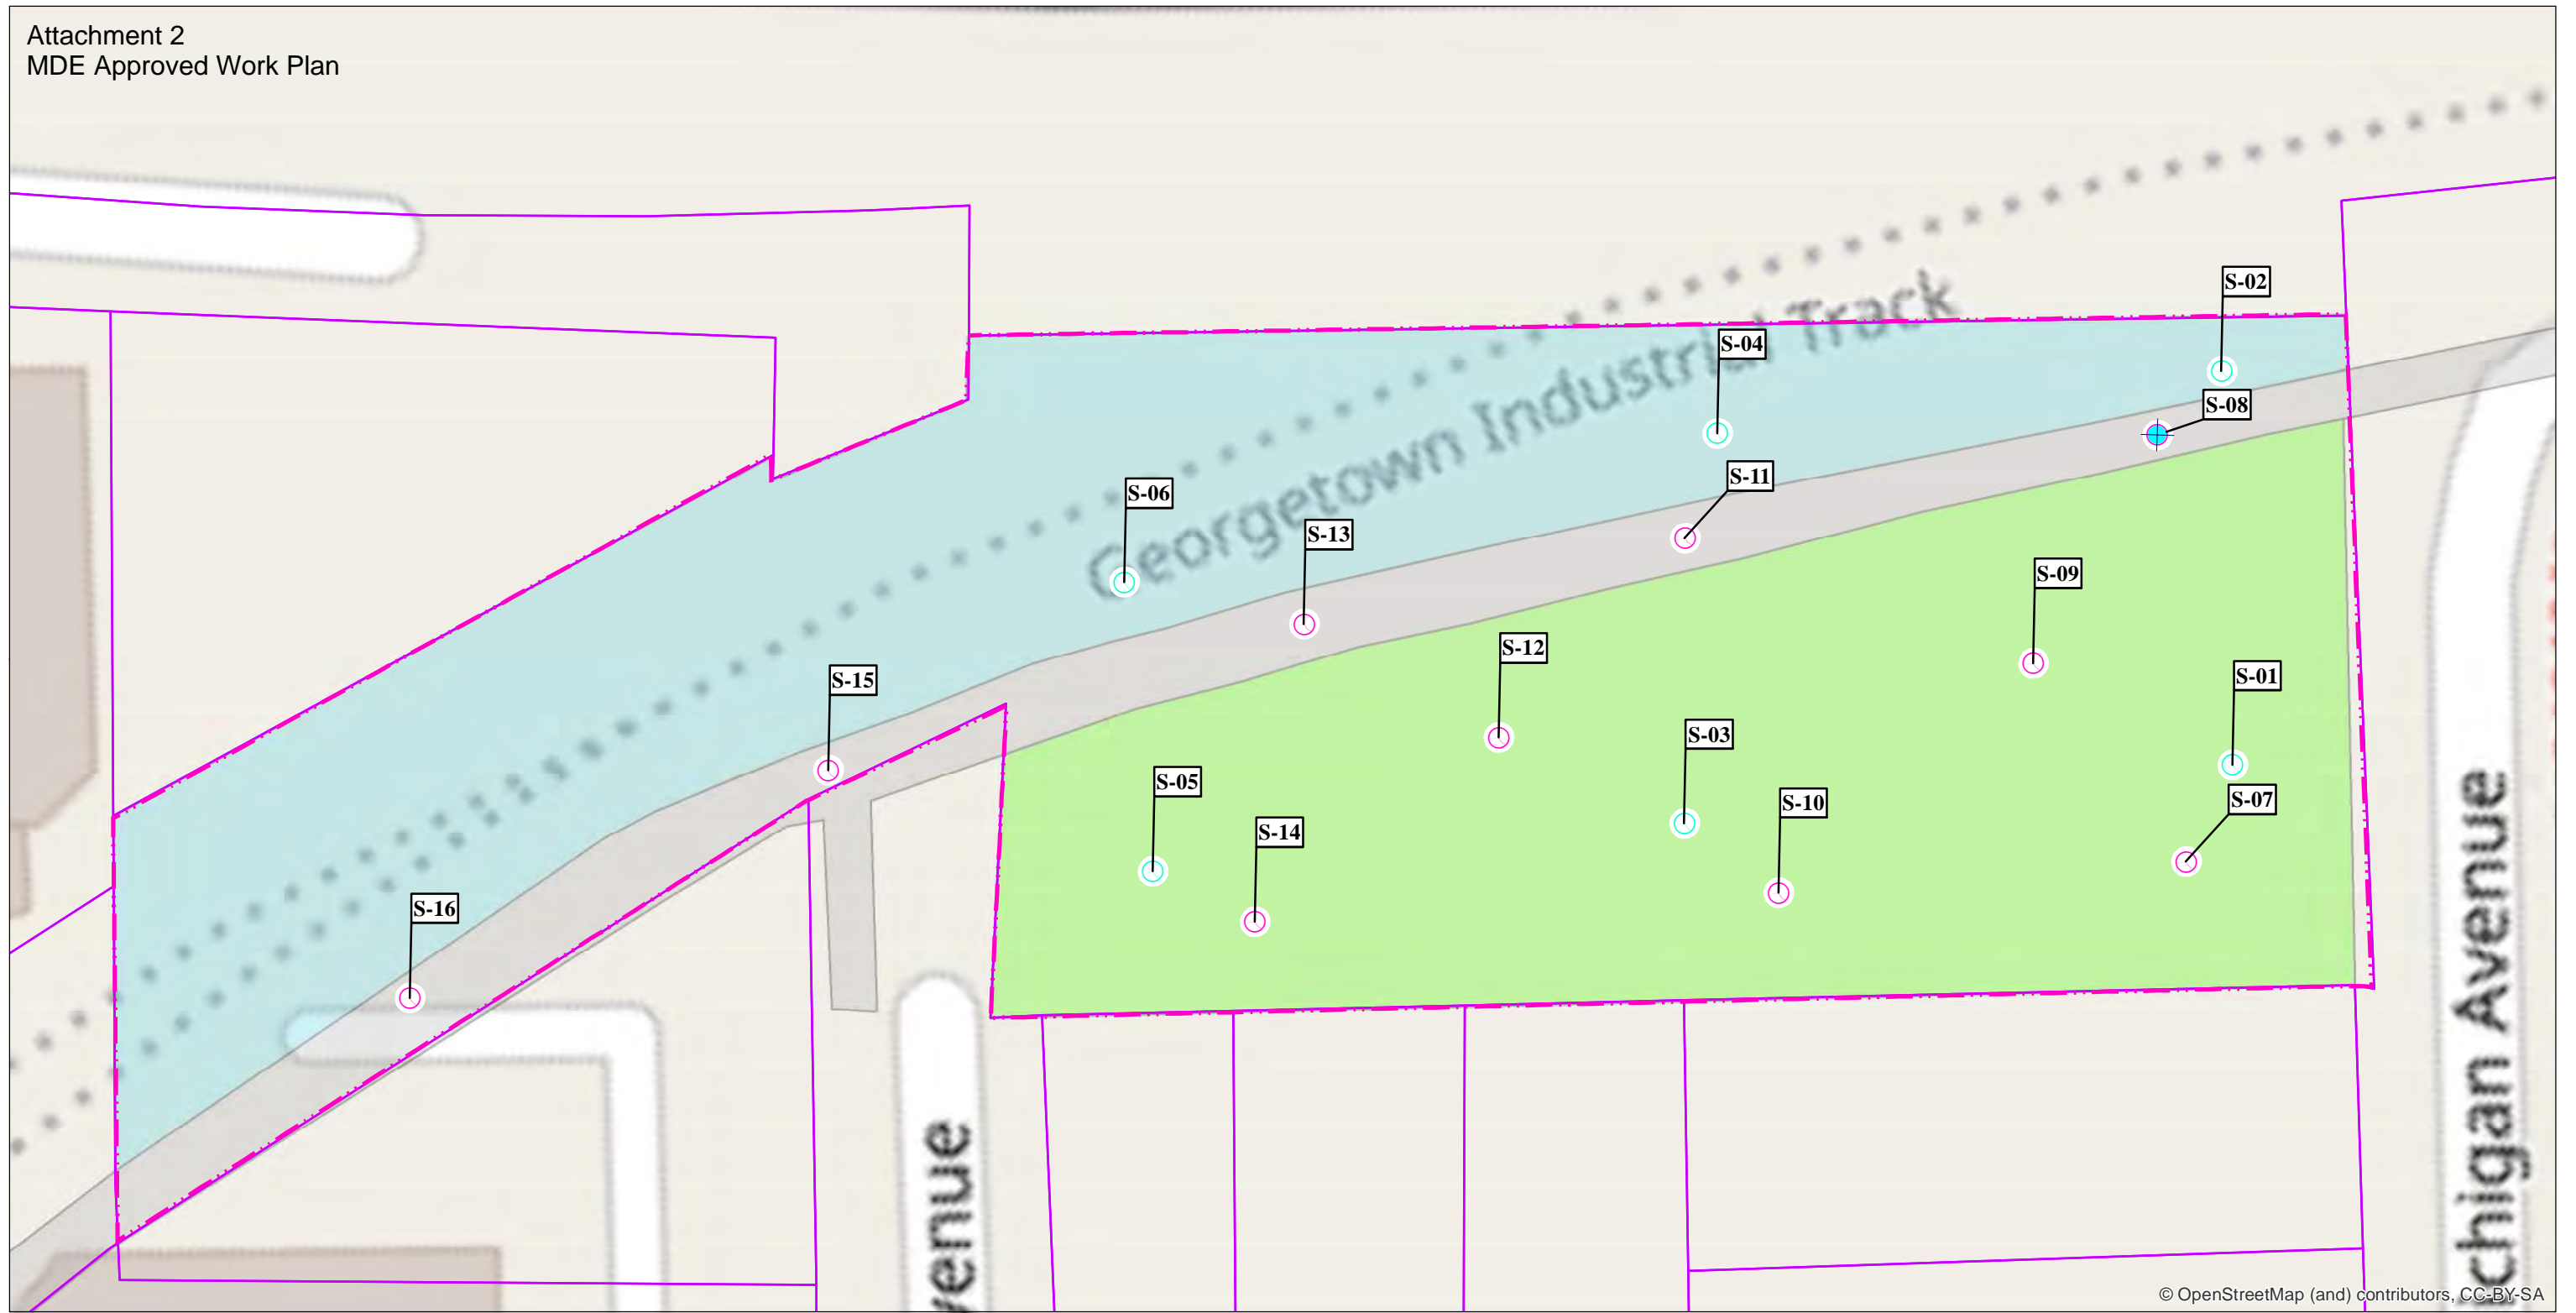 Attachment 2
MDE Approved Work Plan
S-02
S-04
Georgetown Industrial Track
S-08
S-11
S-06
S-13
S-09
S-12
S-01
S-15
S-03
S-05
S-07
S-10
S-14
S-16
venue
chigan Avenue
© OpenStreetMap (and) contributors, CC-BY-SA